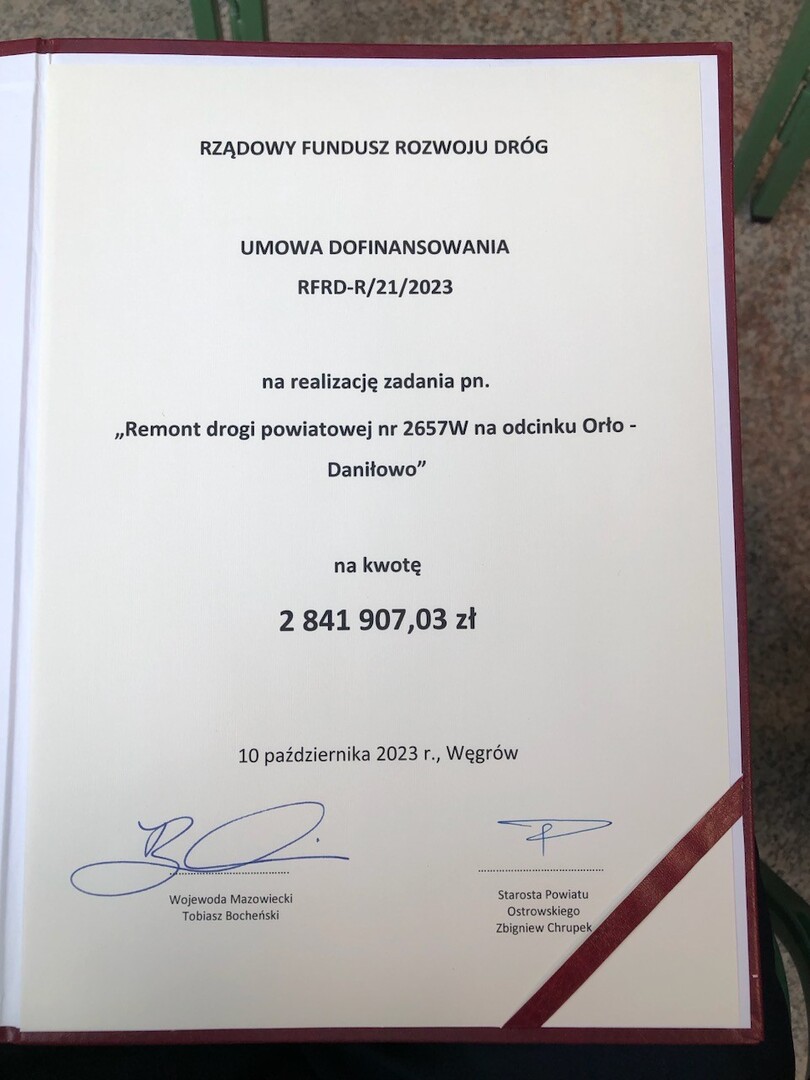 RZĄDOWY FUNDUSZ ROZWOJU DRÓG
UMOWA DOFINANSOWANIA
RFRD-R/21/2023
na realizację zadania pn.
„Remont drogi powiatowej nr 2657W na odcinku Orło -
Daniłowo”
na kwotę
2 841 907,03 zł
10 października 2023 r., Węgrów
Wojewoda Mazowiecki
Tobiasz Bocheński
Starosta Powiatu
Ostrowskiego
Zbigniew Chrupek